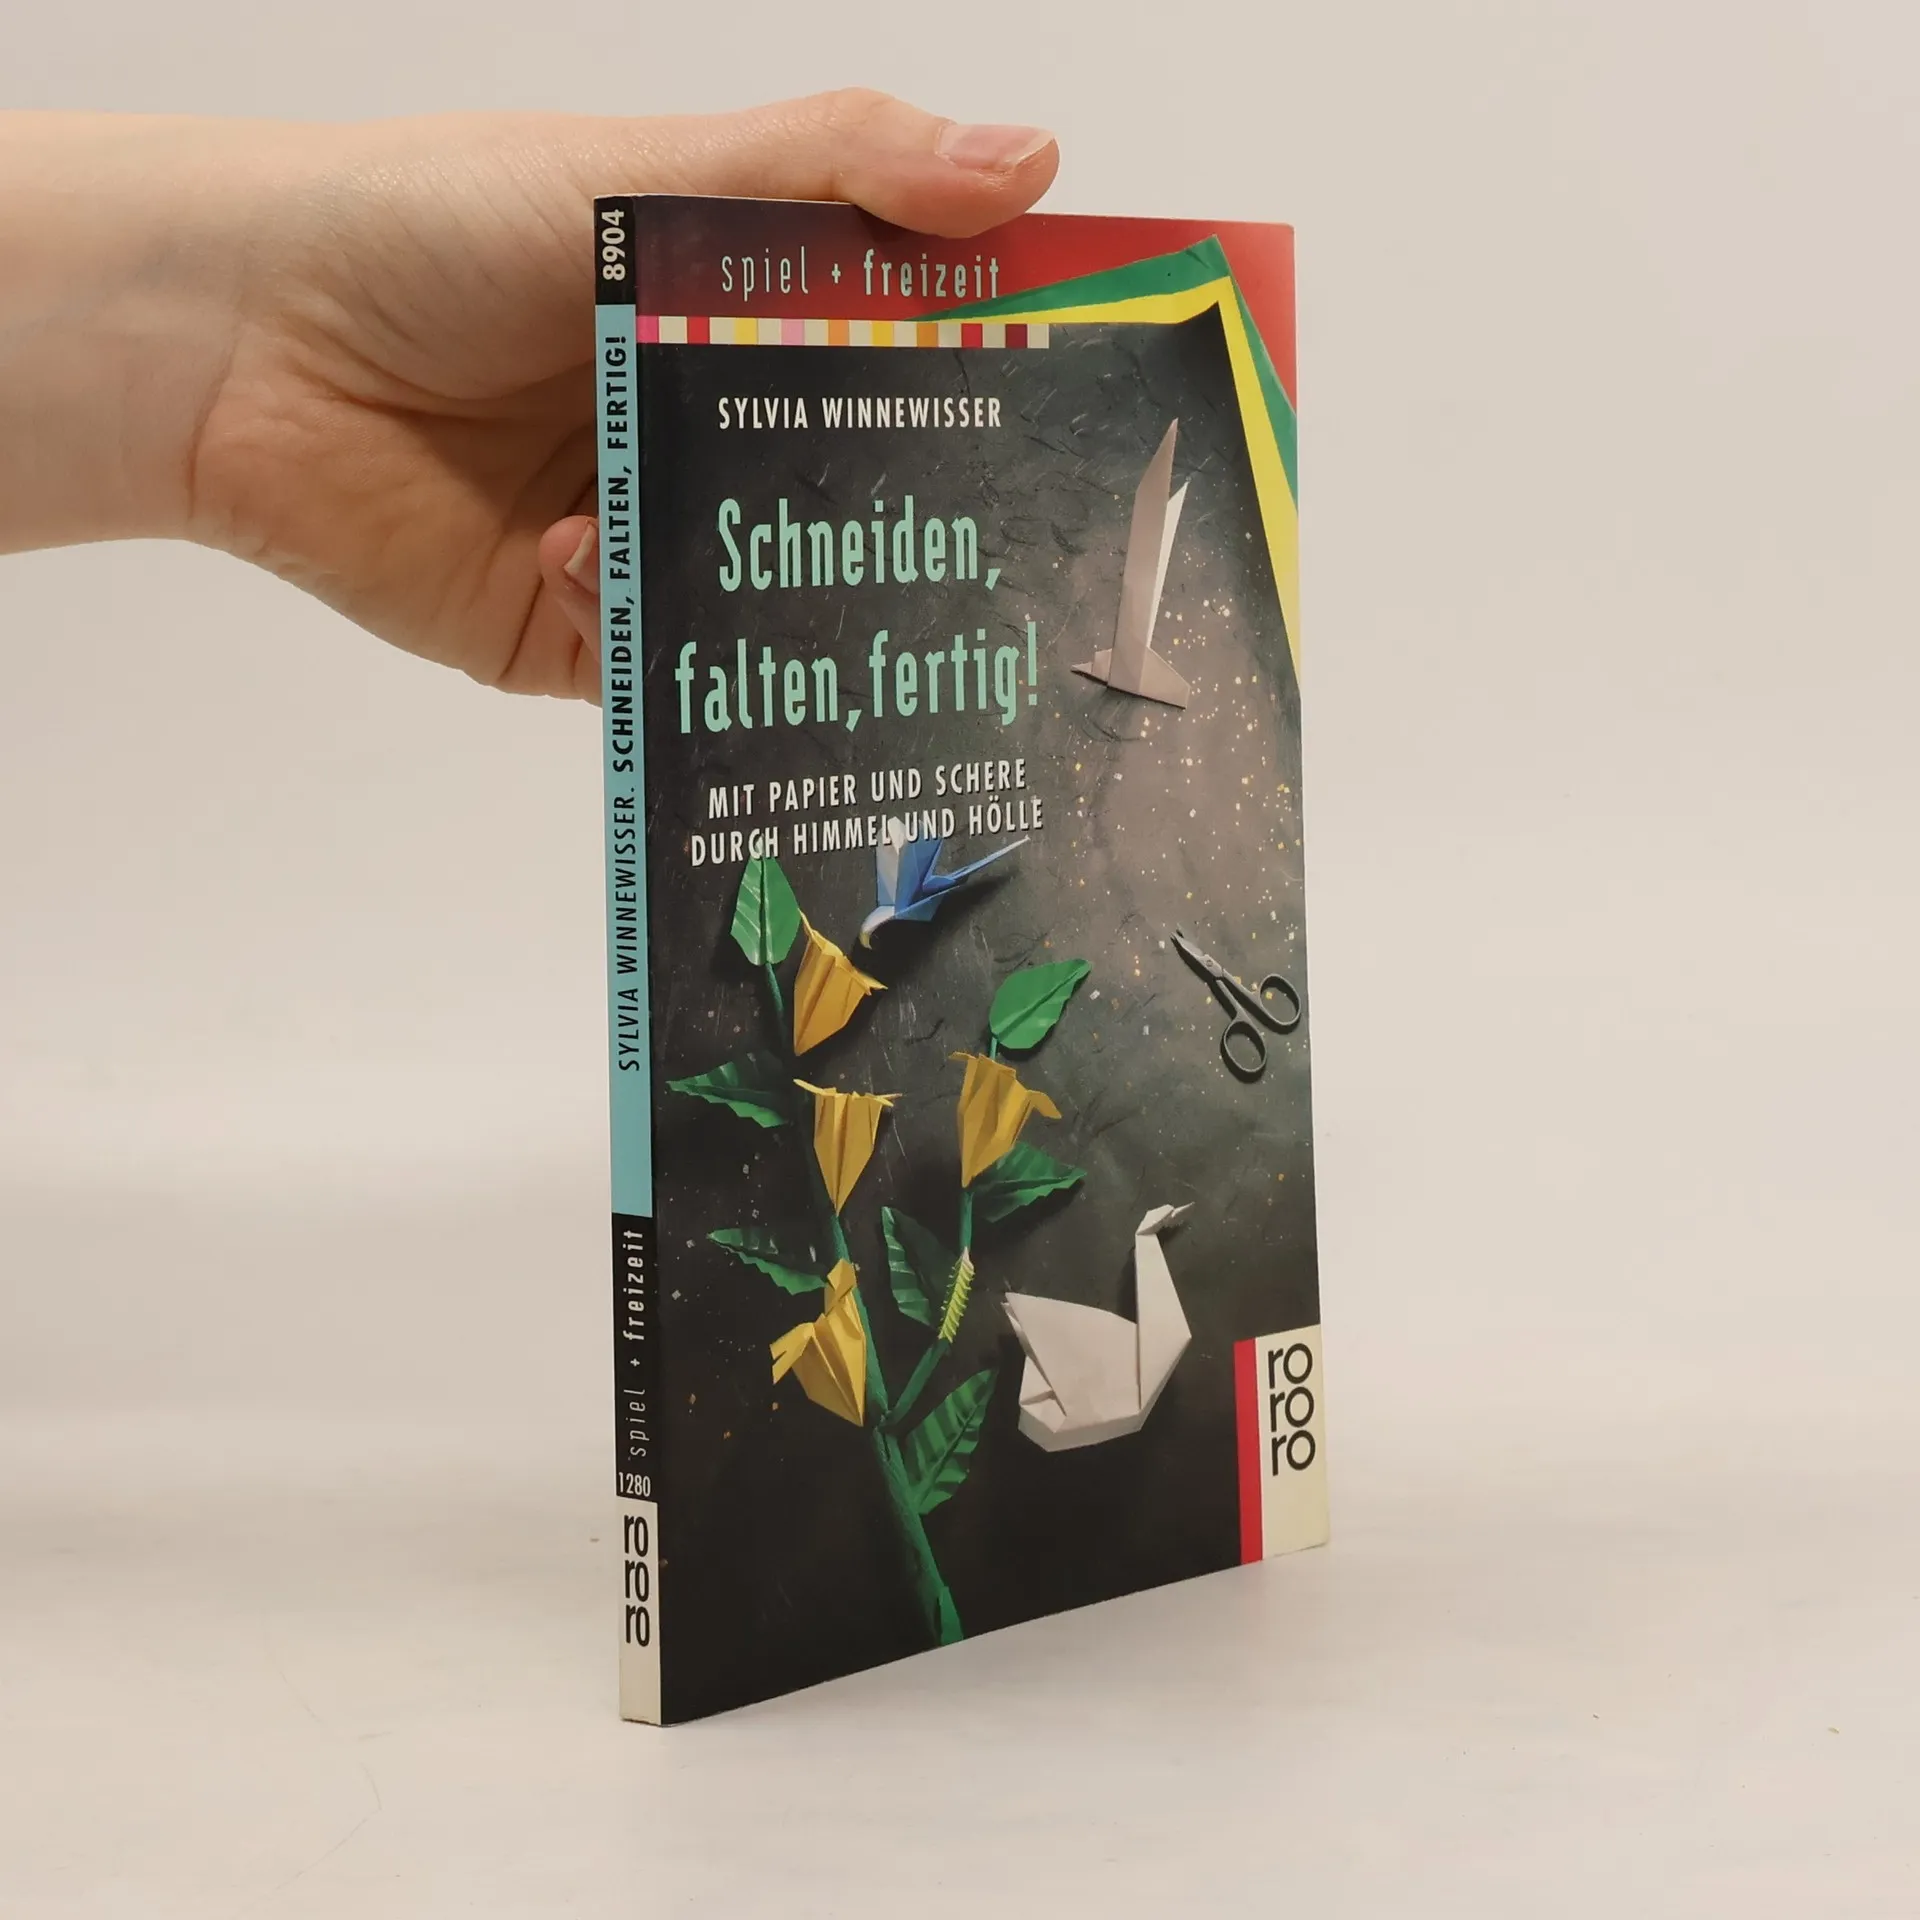 8904
SYLVIA WINNEWISSER. SCHNEIDEN, FALTEN, FERTIG!
spiel + freizeit
1280
ro
ro
ro
spiel + freizeit
SYLVIA WINNEWISSER
Schneiden,
falten, fertig!
MIT PAPIER UND SCHERE
DURCH HIMMEL UND HÖLLE
ro
ro
ro